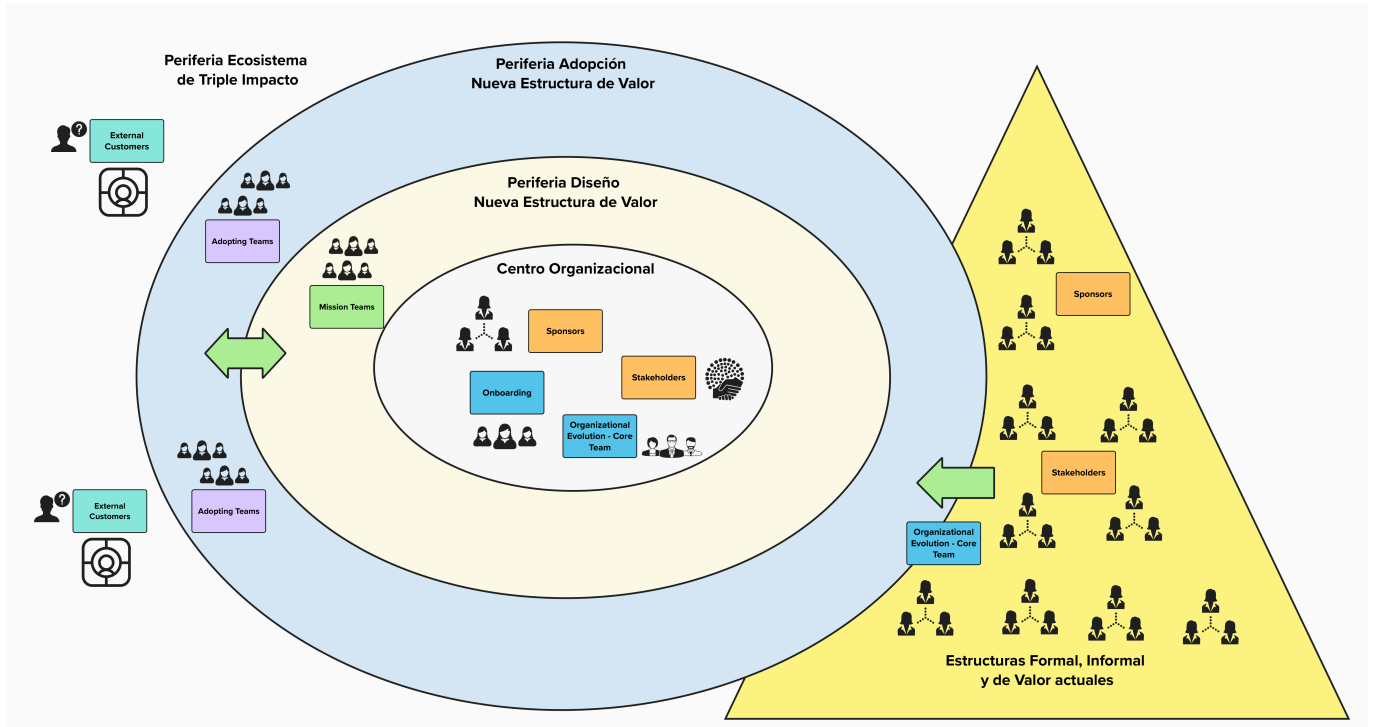 Periferia Ecosistema
de Triple Impacto
Periferia Adopción
Nueva Estructura de Valor
External
Customers
?
Adopting Teams
Periferia Diseño
Nueva Estructura de Valor
Mission Teams
Centro Organizacional
Sponsors
Stakeholders
Onboarding
Organizational
Evolution - Core
Team
Adopting Teams
External
Customers
?
Sponsors
Stakeholders
Organizational
Evolution - Core
Team
Estructuras Formal, Informal
y de Valor actuales